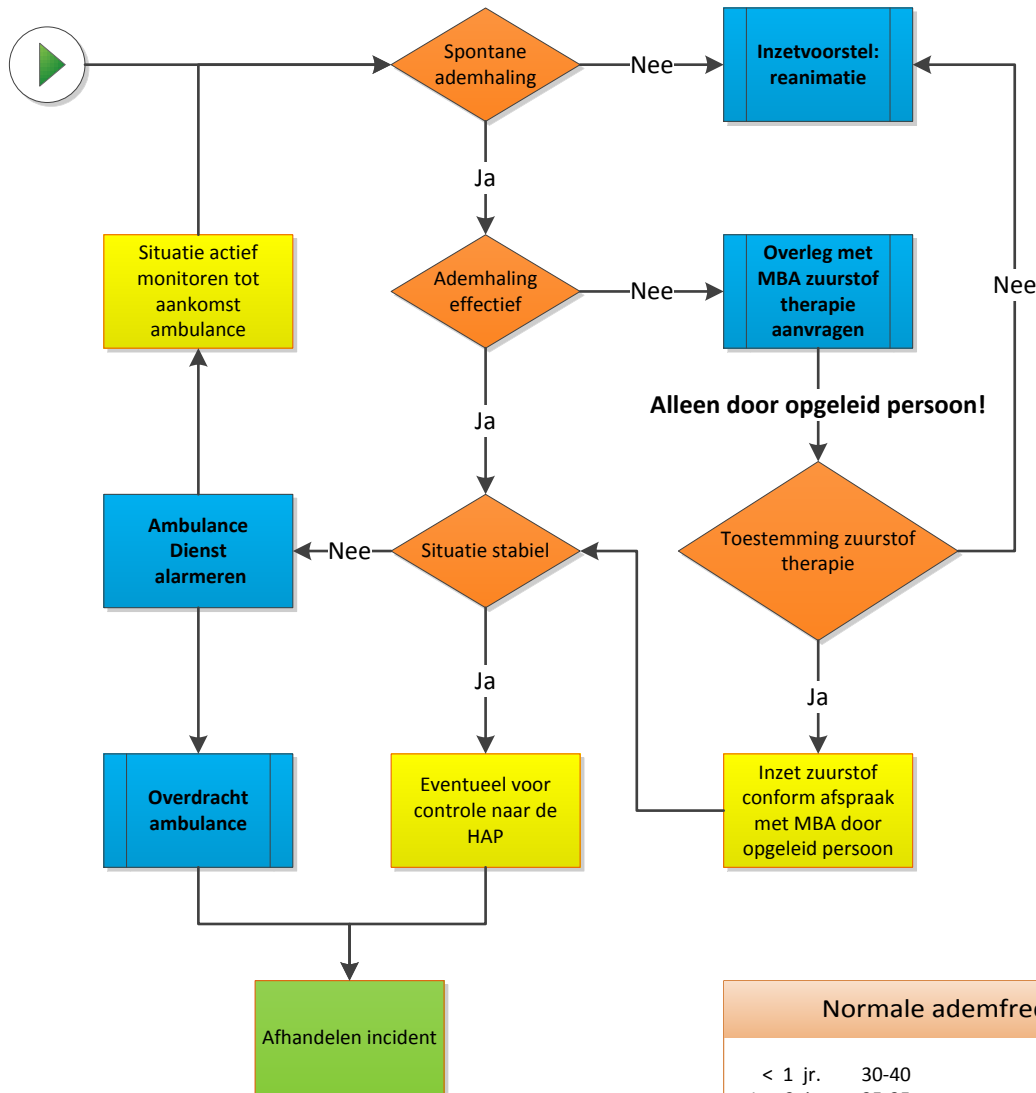 Spontane
ademhaling
Nee
Inzetvoorstel:
reanimatie
Ja
Situatie actief
monitoren tot
aankomst
ambulance
Ademhaling
effectief
Nee
Overleg met
MBA zuurstof
therapie
aanvragen
Nee
Alleen door opgeleid persoon!
Ja
Ambulance
Dienst
alarmeren
Nee
Situatie stabiel
Toestemming zuurstof
therapie
Ja
Ja
Overdracht
ambulance
Eventueel voor
controle naar de
HAP
Inzet zuurstof
conform afspraak
met MBA door
opgeleid persoon
Afhandelen incident
Normale
< 1 jr. 30-40